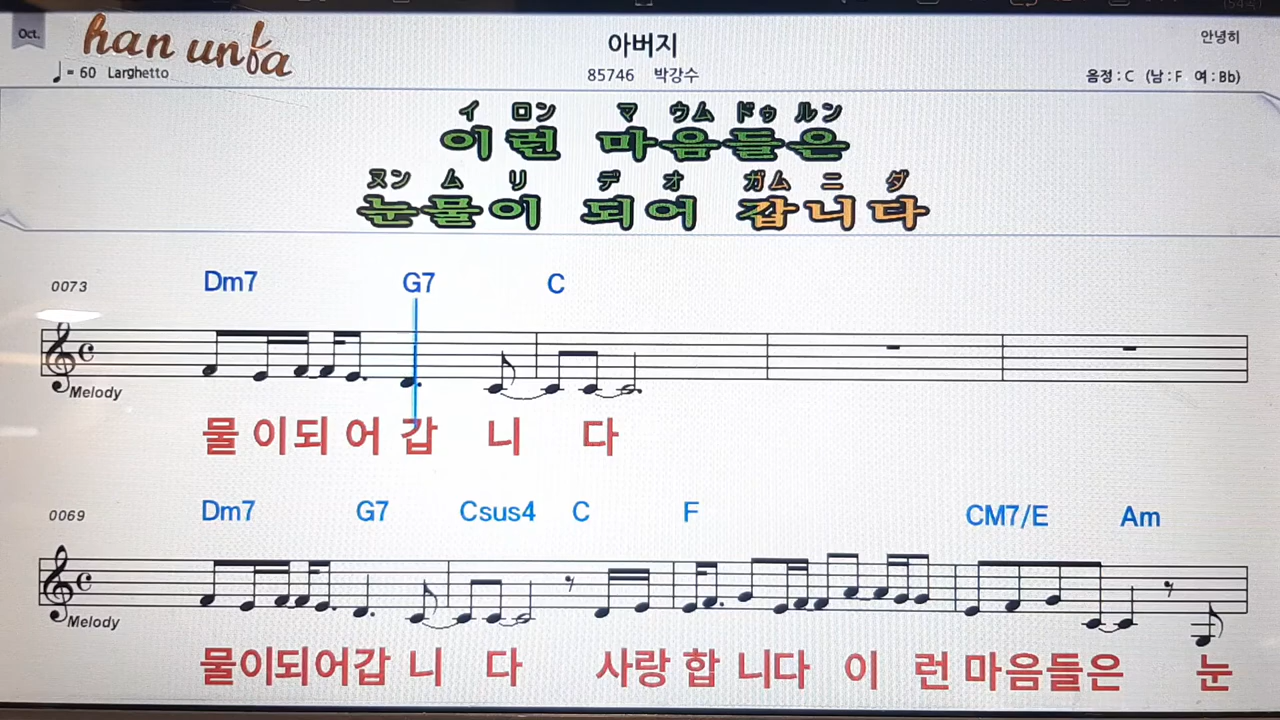 Oct.
han unfa
= 60 Larghetto
아버지
85746 박강수
안녕히
음정 : C (남 : F 여 : Bb)
イ ロン マ ウム ドゥ ルン
이런 마음들은
ヌン ム リ デ オ ガム ニ ダ
눈물이 되어 갑니다
0073
Dm7 G7 C
Melody
물 이되 어 갑 니 다
0069
Dm7 G7 Csus4 C F CM7/E Am
Melody
물이되어갑 니 다 사랑 합 니다 이 런 마음들은 눈